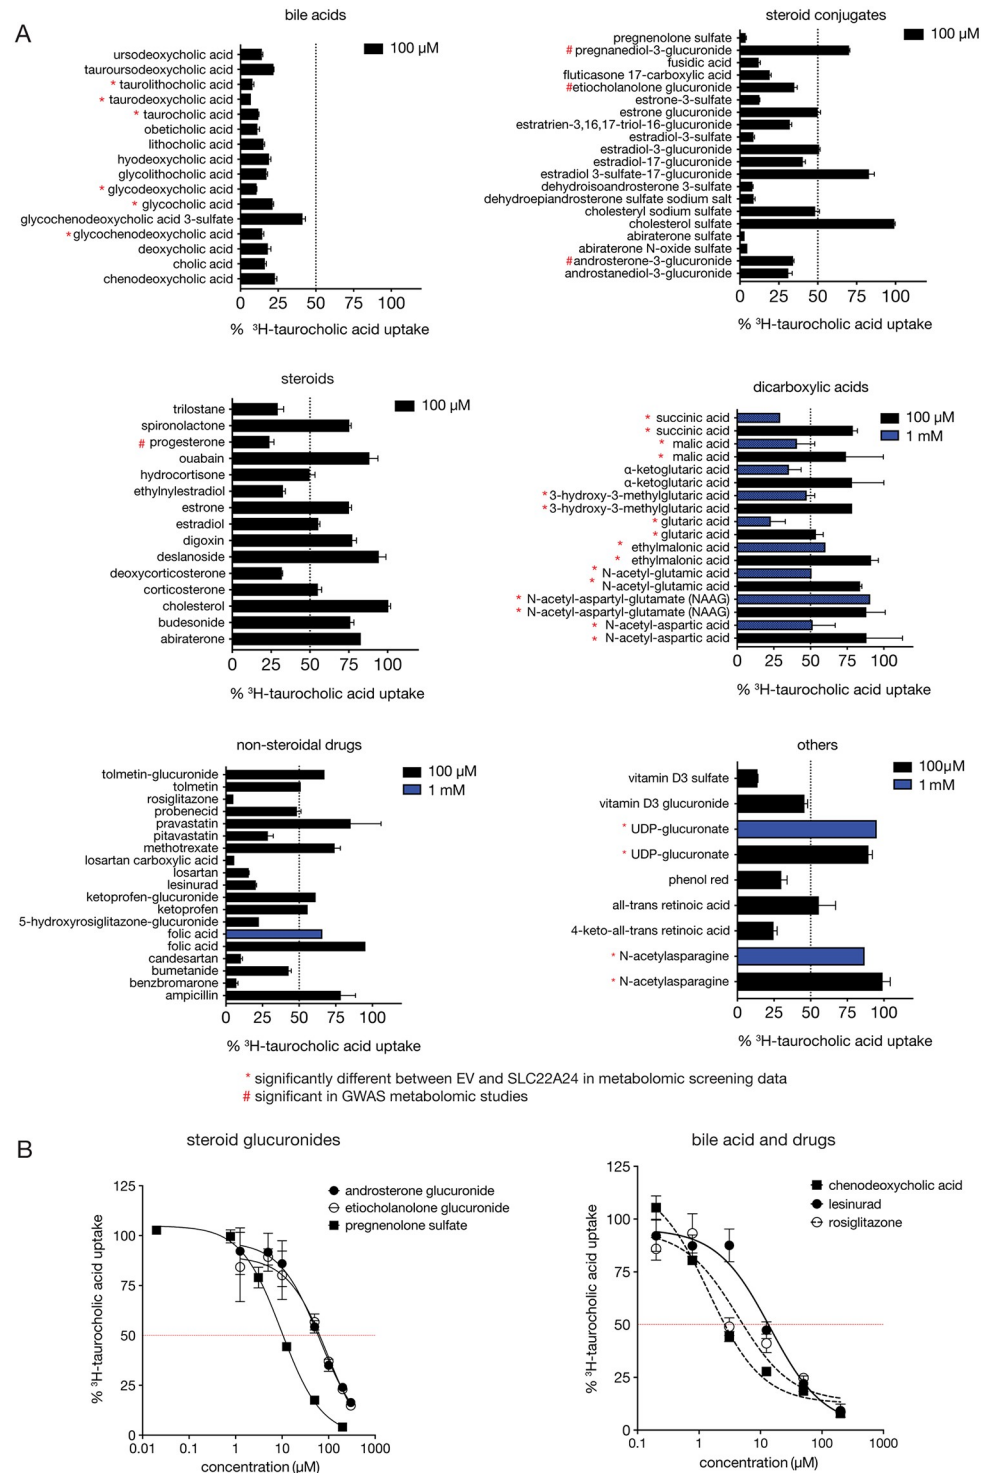 A
bile acids
100 µM
ursodeoxycholic acid
tauroursodeoxycholic acid
* taurolithocholic acid
* taurodeoxycholic acid
* taurocholic acid
obeticholic acid
lithocholic acid
hyodeoxycholic acid
glycolithocholic acid
* glycodeoxycholic acid
* glycocholic acid
glycochenodeoxycholic acid 3-sulfate
*glycochenodeoxycholic acid
deoxycholic acid
cholic acid
chenodeoxycholic acid
0 25 50 75 100
% ³H-taurocholic acid uptake
steroid conjugates
100 µM
pregnenolone sulfate
# pregnanediol-3-glucuronide
fusidic acid
fluticasone 17-carboxylic acid
#etiocholanolone glucuronide
estrone-3-sulfate
estrone glucuronide
estratrien-3,16,17-triol-16-glucuronide
estradiol-3-sulfate
estradiol-3-glucuronide
estradiol-17-glucuronide
estradiol 3-sulfate-17-glucuronide
dehydroisoandrosterone 3-sulfate
dehydroepiandrosterone sulfate sodium salt
cholesteryl sodium sulfate
cholesterol sulfate
abiraterone sulfate
abiraterone N-oxide sulfate
#androsterone-3-glucuronide
androstanediol-3-glucuronide
0 25 50 75 100
% ³H-taurocholic acid uptake
steroids
100 µM
trilostane
spironolactone
# progesterone
ouabain
hydrocortisone
ethylnylestradiol
estrone
estradiol
digoxin
deslanoside
deoxycorticosterone
corticosterone
cholesterol
budesonide
abiraterone
0 25 50 75 100
% ³H-taurocholic acid uptake
dicarboxylic acids
100 µM
1 mM
* succinic acid
* succinic acid
* malic acid
* malic acid
α-ketoglutaric acid
α-ketoglutaric acid
*3-hydroxy-3-methylglutaric acid
*3-hydroxy-3-methylglutaric acid
* glutaric acid
* glutaric acid
* ethylmalonic acid
* ethylmalonic acid
* N-acetyl-glutamic acid
* N-acetyl-glutamic acid
* N-acetyl-aspartyl-glutamate (NAAG)
* N-acetyl-aspartyl-glutamate (NAAG)
* N-acetyl-aspartic acid
* N-acetyl-aspartic acid
0 25 50 75 100
% ³H-taurocholic acid uptake
non-steroidal drugs
100 µM
1 mM
tolmetin-glucuronide
tolmetin
rosiglitazone
probenecid
pravastatin
pitavastatin
methotrexate
losartan carboxylic acid
losartan
lesinurad
ketoprofen-glucuronide
ketoprofen
5-hydroxyrosiglitazone-glucuronide
folic acid
folic acid
candesartan
bumetanide
benzbromarone
ampicillin
0 25 50 75 100
% ³H-taurocholic acid uptake
others
100µM
1 mM
vitamin D3 sulfate
vitamin D3 glucuronide
* UDP-glucuronate
* UDP-glucuronate
phenol red
all-trans retinoic acid
4-keto-all-trans retinoic acid
* N-acetylasparagine
* N-acetylasparagine
0 25 50 75 100
% ³H-taurocholic acid uptake
* significantly different between EV and SLC22A24 in metabolomic screening data
# significant in GWAS metabolomic studies
B
steroid glucuronides
androsterone glucuronide
etiocholanolone glucuronide
pregnenolone sulfate
% ³H-taurocholic acid uptake
125
100
75
50
25
0
0.01 0.1 1 10 100 1000
concentration (µM)
bile acid and drugs
chenodeoxycholic acid
lesinurad
rosiglitazone
% ³H-taurocholic acid uptake
125
100
75
50
25
0
0.1 1 10 100 1000
concentration (µM)